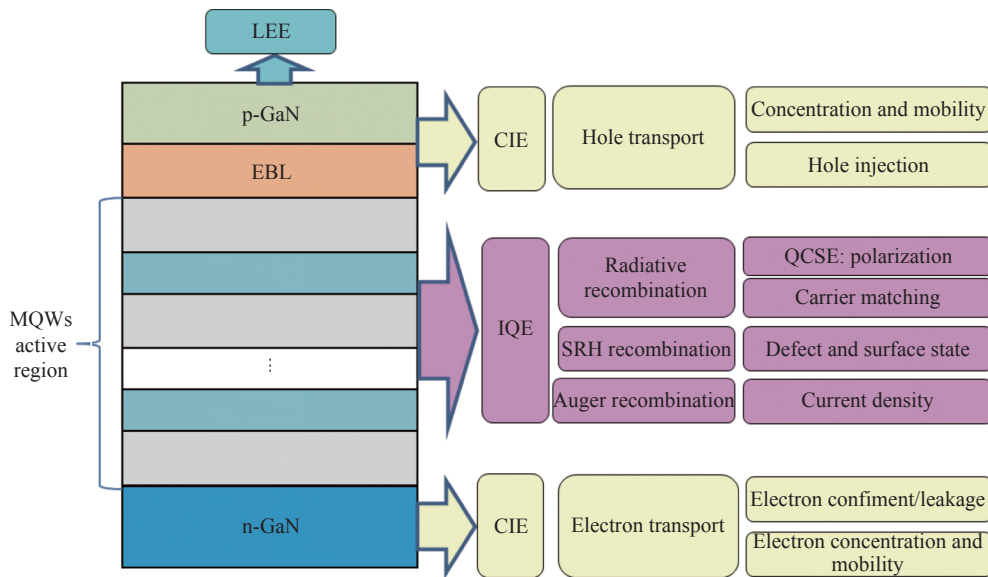 LEE
p-GaN
EBL
MQWs
active
region
⋮
n-GaN
CIE
Hole transport
Concentration and mobility
Hole injection
IQE
Radiative
recombination
QCSE: polarization
Carrier matching
SRH recombination
Defect and surface state
Auger recombination
Current density
CIE
Electron transport
Electron confiment/leakage
Electron concentration and
mobility